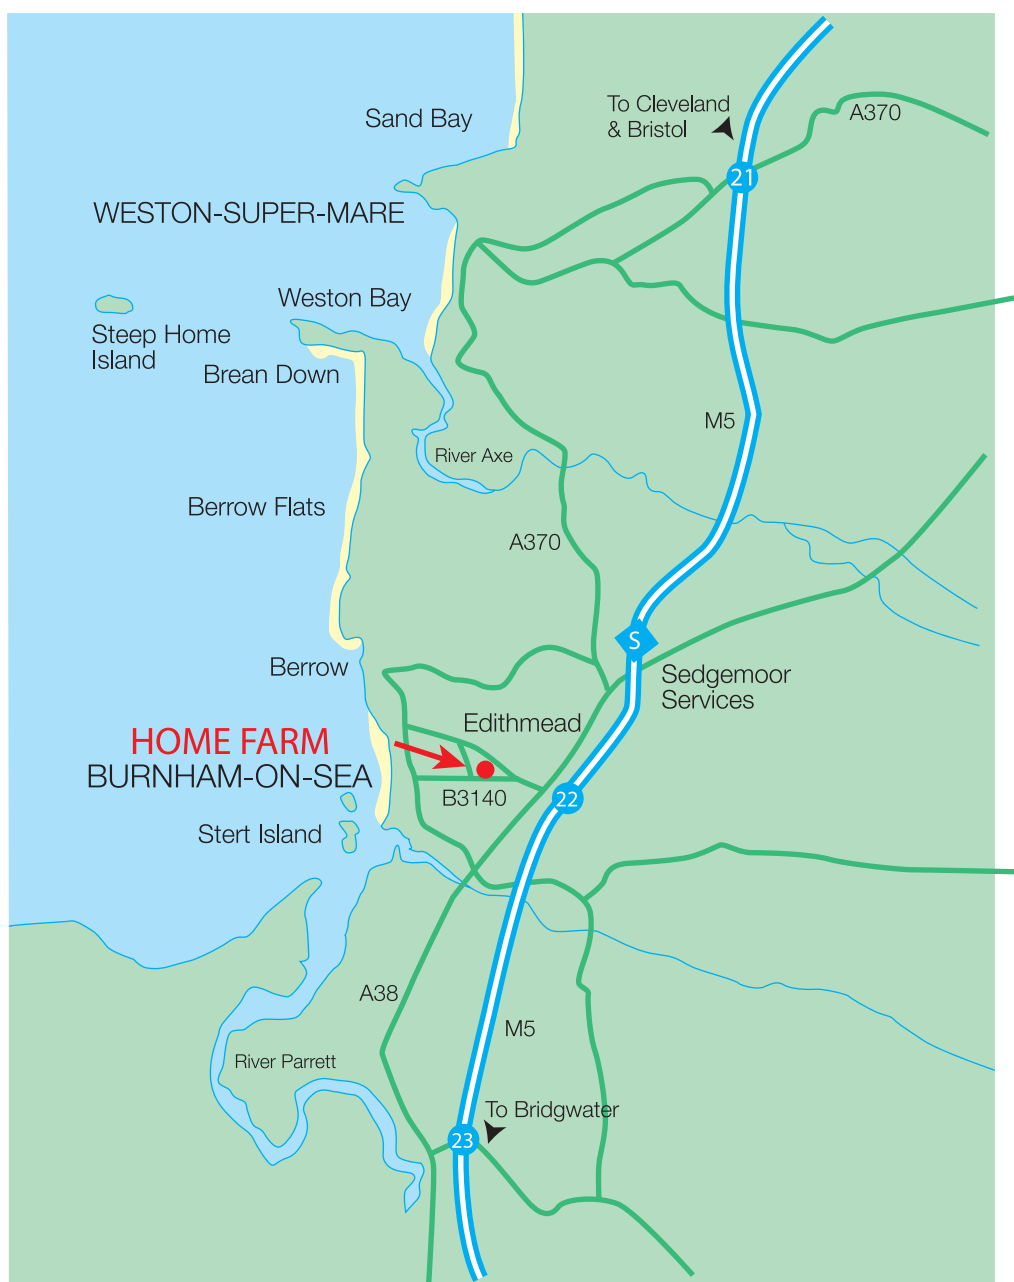 To Cleveland
& Bristol
A370
Sand Bay
21
WESTON-SUPER-MARE
Weston Bay
Steep Home
Island
Brean Down
M5
River Axe
Berrow Flats
A370
S
Berrow
Sedgemoor
Services
Edithmead
HOME FARM
BURNHAM-ON-SEA
B3140
22
Stert Island
A38
M5
River Parrett
To Bridgwater
23